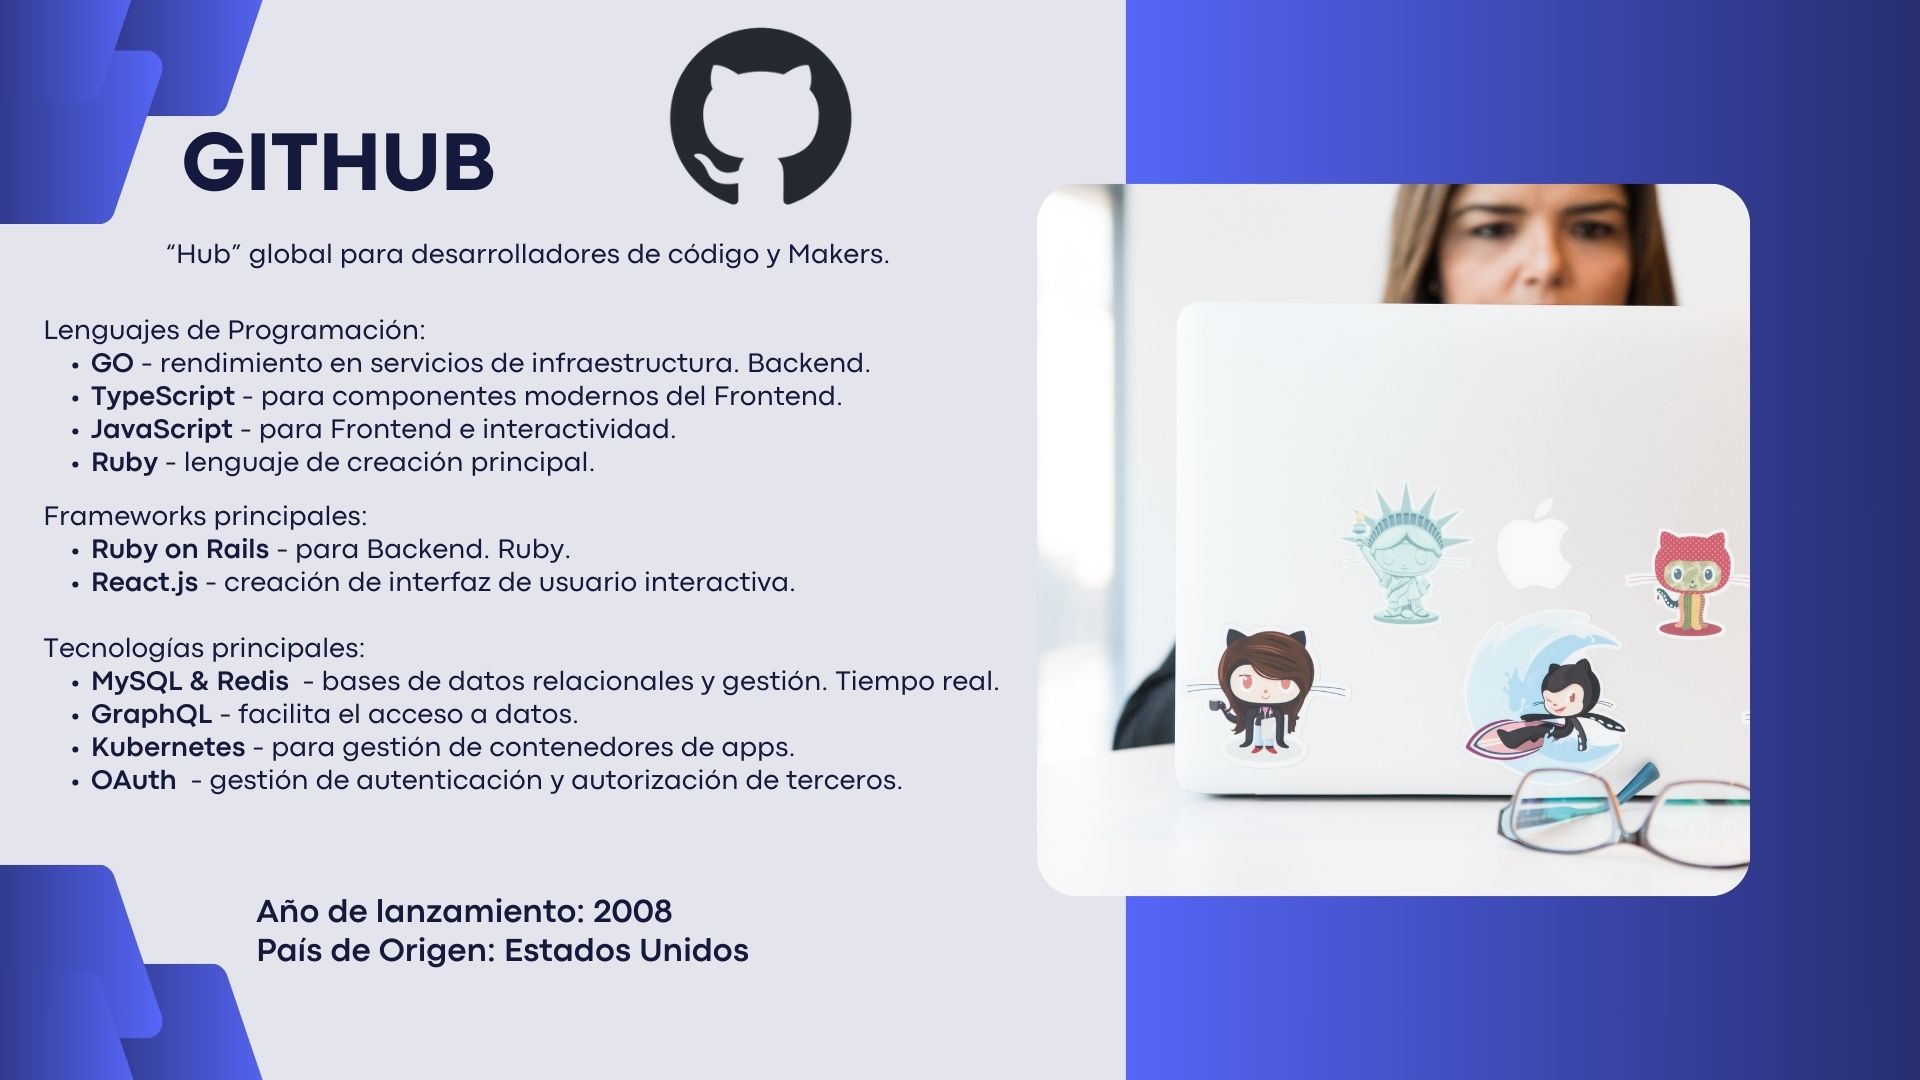 GITHUB
“Hub” global para desarrolladores de código y Makers.
Lenguajes de Programación:
• GO - rendimiento en servicios de infraestructura. Backend.
• TypeScript - para componentes modernos del Frontend.
• JavaScript - para Frontend e interactividad.
• Ruby - lenguaje de creación principal.
Frameworks principales:
• Ruby on Rails - para Backend. Ruby.
• React.js - creación de interfaz de usuario interactiva.
Tecnologías principales:
• MySQL & Redis - bases de datos relacionales y gestión. Tiempo real.
• GraphQL - facilita el acceso a datos.
• Kubernetes - para gestión de contenedores de apps.
• OAuth - gestión de autenticación y autorización de terceros.
Año de lanzamiento: 2008
País de Origen: Estados Unidos